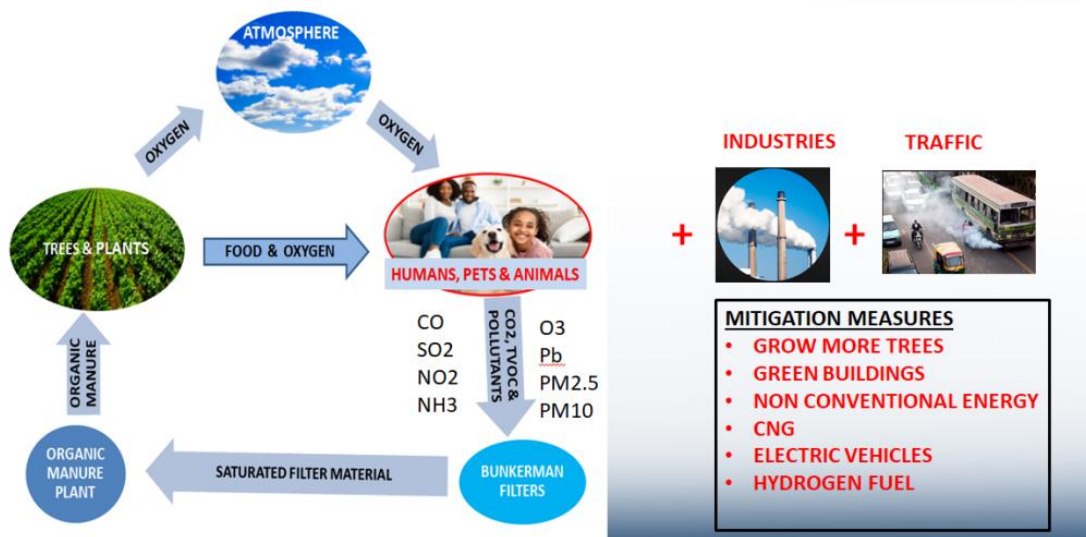 ATMOSPHERE
OXYGEN
OXYGEN
TREES & PLANTS
FOOD & OXYGEN
HUMANS, PETS & ANIMALS
CO
SO2
NO2
NH3
CO2, TVOC &
POLLUTANTS
O3
Pb
PM2.5
PM10
ORGANIC
MANURE
ORGANIC
MANURE
PLANT
SATURATED FILTER MATERIAL
BUNKERMAN
FILTERS
INDUSTRIES
TRAFFIC
+
+
MITIGATION MEASURES
• GROW MORE TREES
• GREEN BUILDINGS
• NON CONVENTIONAL ENERGY
• CNG
• ELECTRIC VEHICLES
• HYDROGEN FUEL